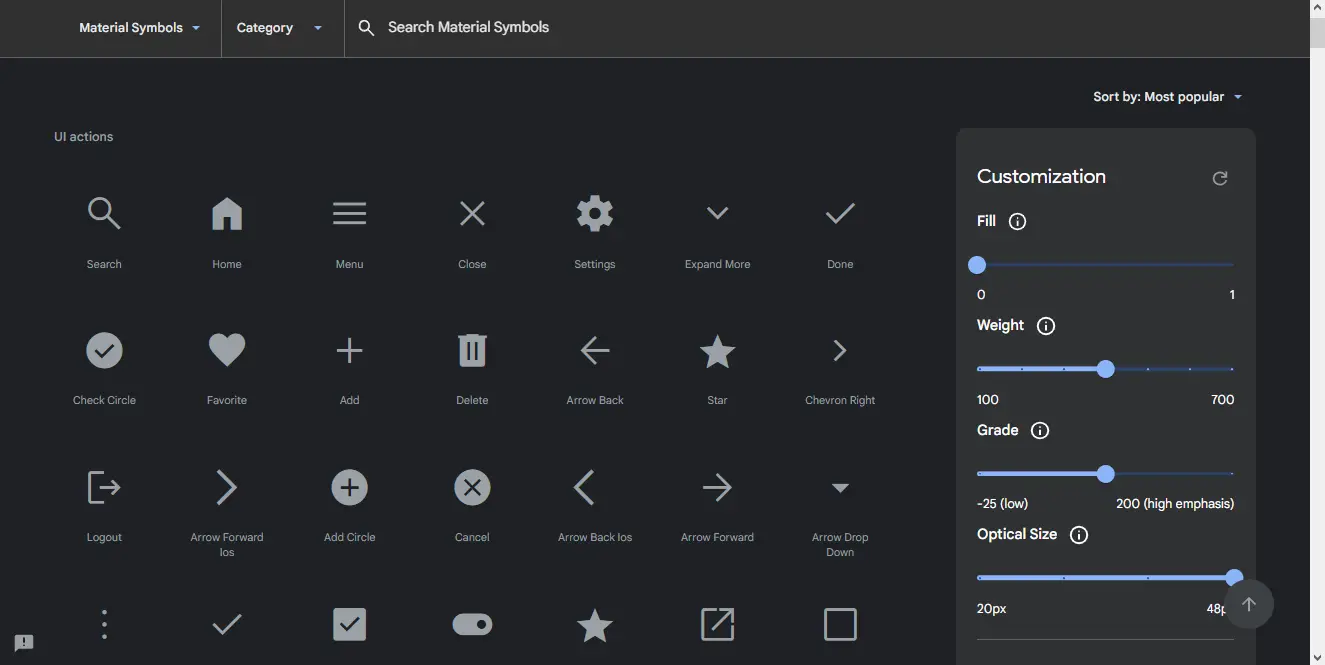 Material Symbols
Category
Search Material Symbols
Sort by: Most popular
UI actions
Search
Home
Menu
Close
Settings
Expand More
Done
Check Circle
Favorite
Add
Delete
Arrow Back
Star
Chevron Right
Logout
Arrow Forward
Ios
Add Circle
Cancel
Arrow Back Ios
Arrow Forward
Arrow Drop
Down
Customization
Fill
0 1
Weight
100 700
Grade
-25 (low) 200 (high emphasis)
Optical Size
20px 48p